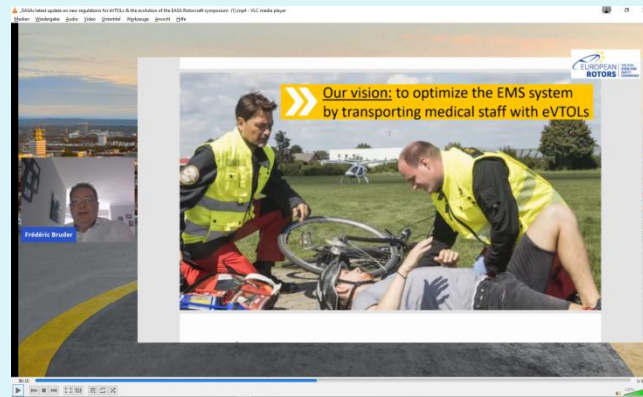 _EASAs latest update on new regulations for eVTOLs & the evolution of the EASA Rotorcraft symposium (1).mp4 - VLC media player
Medien Wiedergabe Audio Video Untertitel Werkzeuge Ansicht Hilfe
EUROPEAN
ROTORS
Our vision: to optimize the EMS system
by transporting medical staff with eVTOLs
Frédéric Bruder